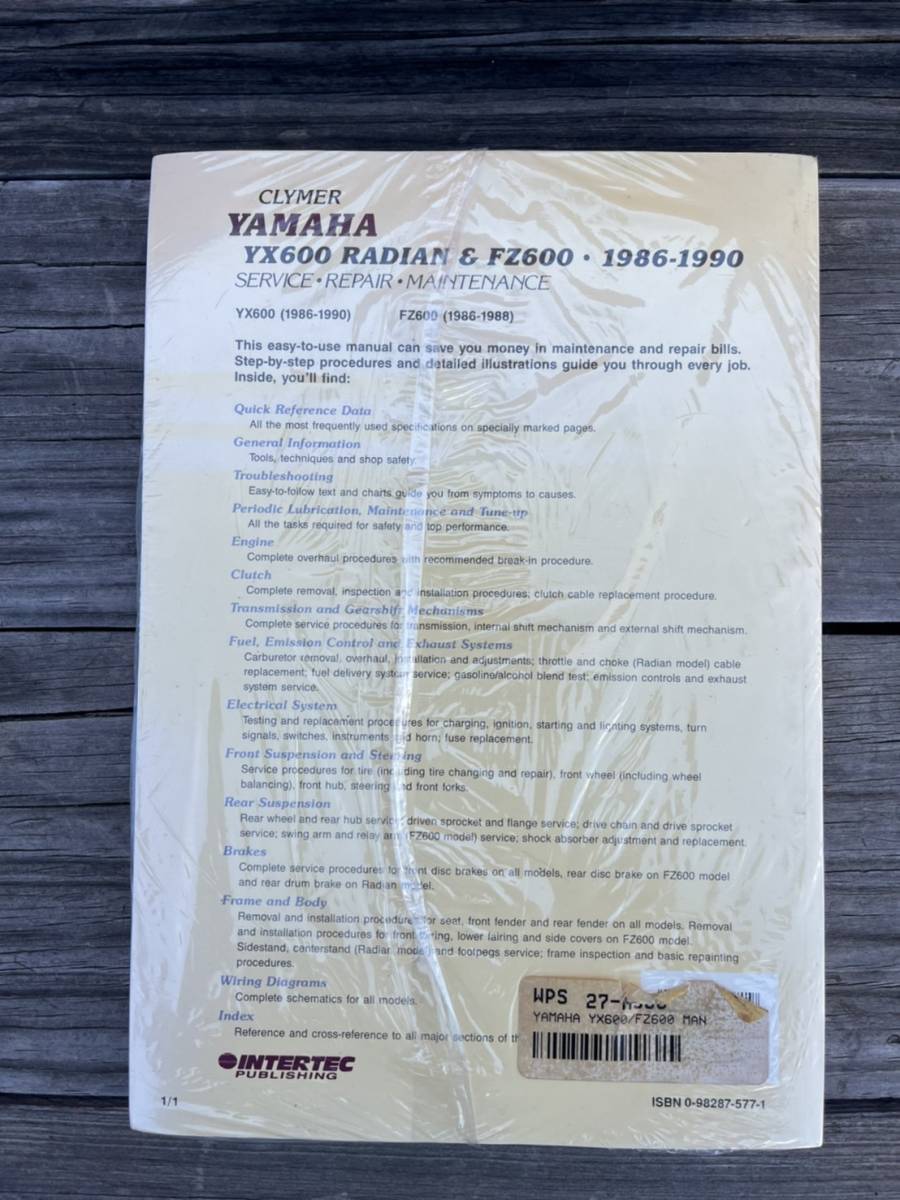 CLYMER
YAMAHA
YX600 RADIAN & FZ600 • 1986-1990
SERVICE • REPAIR • MAINTENANCE
YX600 (1986-1990) FZ600 (1986-1988)
This easy-to-use manual can save you money in maintenance and repair bills.
Step-by-step procedures and detailed illustrations guide you through every job.
Inside, you'll find:
Quick Reference Data
All the most frequently used specifications on specially marked pages.
General Information
Tools, techniques and shop safety.
Troubleshooting
Easy-to-follow text and charts guide you from symptoms to causes.
Periodic Lubrication, Maintenance and Tune-up
All the tasks required for safety and top performance.
Engine
Complete overhaul procedures with recommended break-in procedure.
Clutch
Complete removal, inspection and installation procedures; clutch cable replacement procedure.
Transmission and Gearshift Mechanisms
Complete service procedures for transmission, internal shift mechanism and external shift mechanism.
Fuel, Emission Control and Exhaust Systems
Carburetor removal, overhaul, installation and adjustments; throttle and choke (Radian model) cable
replacement; fuel delivery system service; gasoline/alcohol blend test; emission controls and exhaust
system service.
Electrical System
Testing and replacement procedures for charging, ignition, starting and lighting systems, turn
signals, switches, instruments and horn; fuse replacement.
Front Suspension and Steering
Service procedures for tire (including tire changing and repair), front wheel (including wheel
balancing), front hub, steering and front forks.
Rear Suspension
Rear wheel and rear hub service; driven sprocket and flange service; drive chain and drive sprocket
service; swing arm and relay arm (FZ600 model) service; shock absorber adjustment and replacement.
Brakes
Complete service procedures for front disc brakes on all models, rear disc brake on FZ600 model
and rear drum brake on Radian model.
Frame and Body
Removal and installation procedures for seat, front fender and rear fender on all models. Removal
and installation procedures for front fairing, lower fairing and side covers on FZ600 model.
Sidestand, centerstand (Radian model) and footpegs service; frame inspection and basic repainting
procedures.
Wiring Diagrams
Complete schematics for all models.
Index
Reference and cross-reference to all major sections of th
WPS 27-
YAMAHA YX600/FZ600 MAN
INTERTEC
PUBLISHING
1/1 ISBN 0-98287-577-1